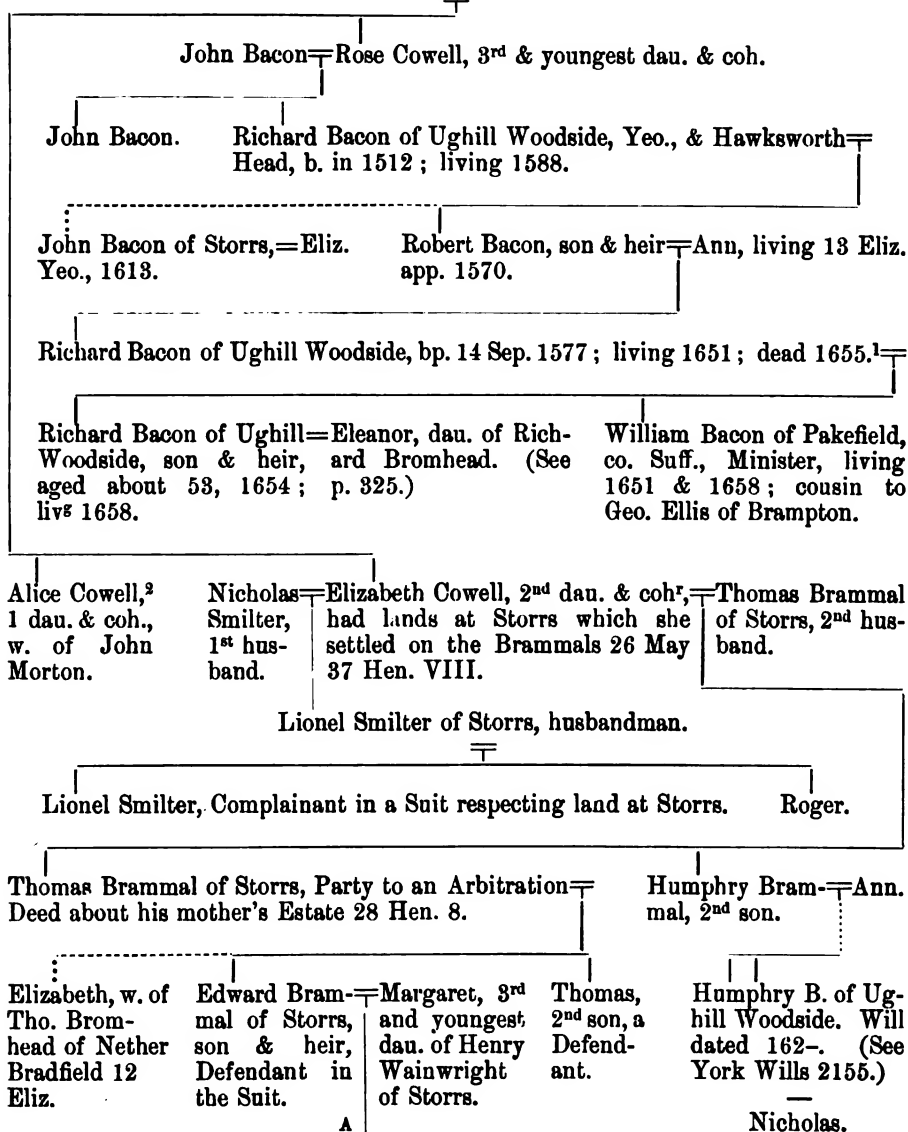 John Bacon=Rose Cowell, 3rd & youngest dau. & coh.
John Bacon.
Richard Bacon of Ughill Woodside, Yeo., & Hawksworth=
Head, b. in 1512 ; living 1588.
John Bacon of Storrs,=Eliz.
Yeo., 1613.
Robert Bacon, son & heir=Ann, living 13 Eliz.
app. 1570.
Richard Bacon of Ughill Woodside, bp. 14 Sep. 1577 ; living 1651 ; dead 1655.¹=
Richard Bacon of Ughill=
Woodside, son & heir,
aged about 53, 1654 ;
livg 1658.
Eleanor, dau. of Rich-
ard Bromhead. (See
p. 325.)
William Bacon of Pakefield,
co. Suff., Minister, living
1651 & 1658 ; cousin to
Geo. Ellis of Brampton.
Alice Cowell,²
1 dau. & coh.,
w. of John
Morton.
Nicholas=
Smilter,
1st hus-
band.
Elizabeth Cowell, 2nd dau. & cohr,=
had lands at Storrs which she
settled on the Brammals 26 May
37 Hen. VIII.
Thomas Brammal
of Storrs, 2nd hus-
band.
Lionel Smilter of Storrs, husbandman.
=
Lionel Smilter, Complainant in a Suit respecting land at Storrs.
Roger.
Thomas Brammal of Storrs, Party to an Arbitration=
Deed about his mother's Estate 28 Hen. 8.
Humphry Bram-=Ann.
mal, 2nd son.
Elizabeth, w. of
Tho. Brom-
head of Nether
Bradfield 12
Eliz.
Edward Bram-=
mal of Storrs,
son & heir,
Defendant in
the Suit.
Margaret, 3rd
and youngest
dau. of Henry
Wainwright
of Storrs.
Thomas,
2nd son, a
Defend-
ant.
Humphry B. of Ug-
hill Woodside. Will
dated 162–. (See
York Wills 2155.)
—
Nicholas.
A